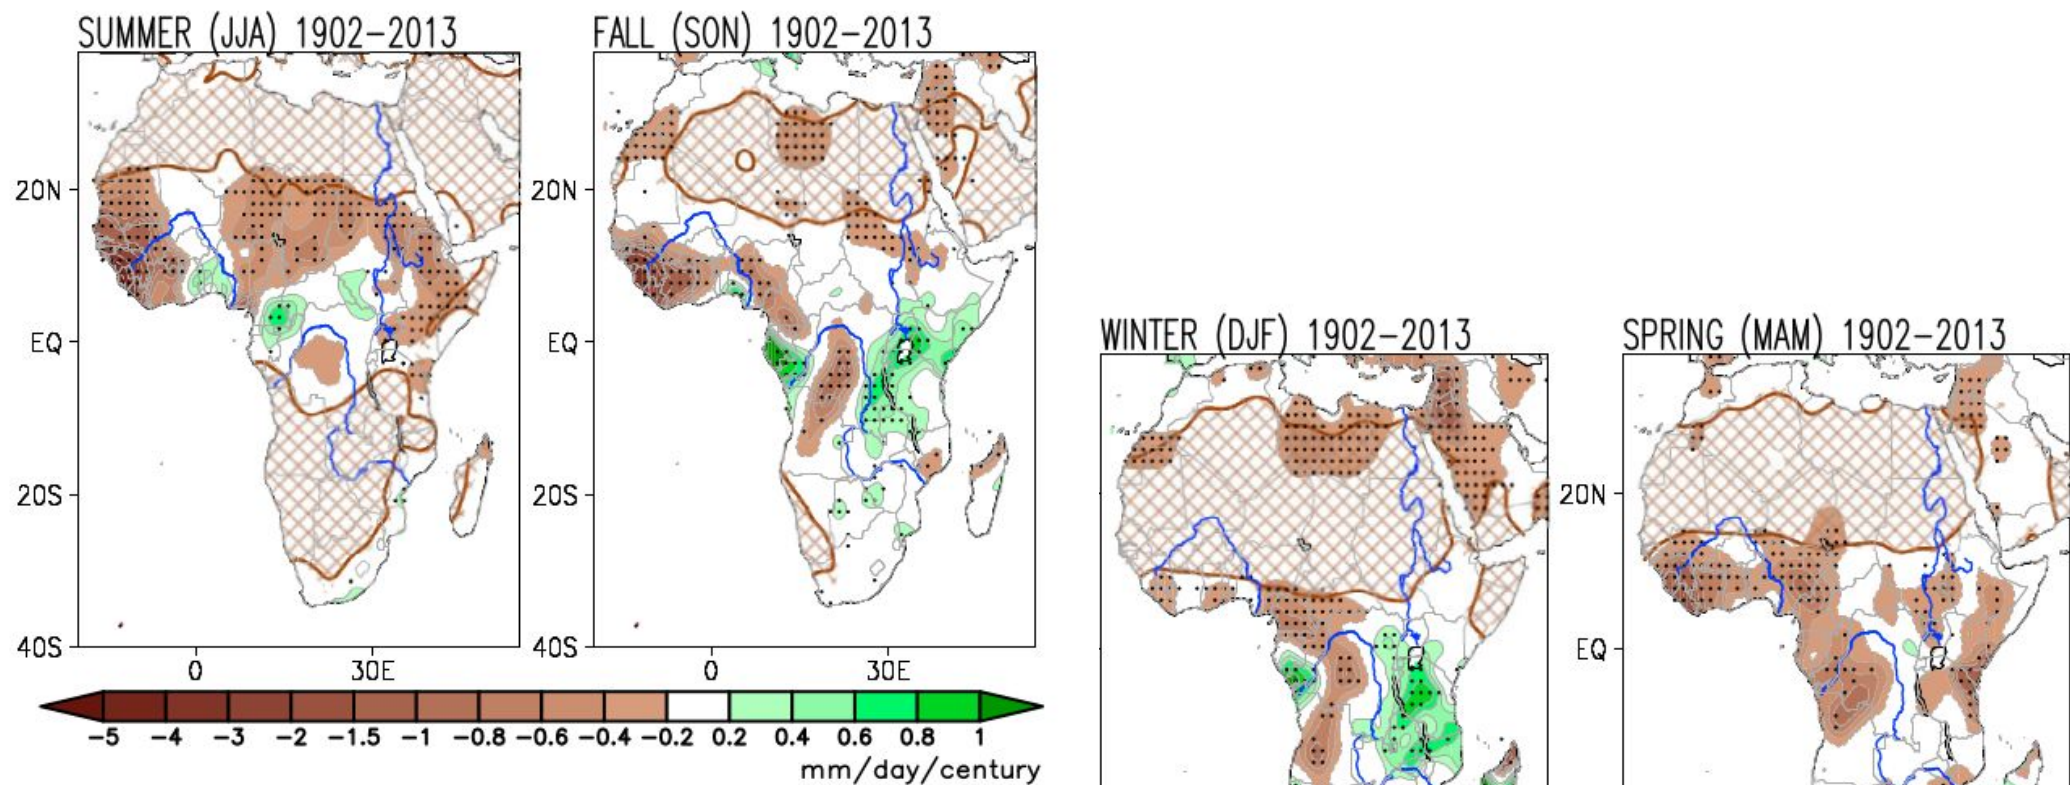 SUMMER (JJA) 1902-2013
FALL (SON) 1902-2013
20N
EQ
20S
40S
0
30E
20N
EQ
20S
40S
0
30E
WINTER (DJF) 1902-2013
SPRING (MAM) 1902-2013
20N
EQ
-5 -4 -3 -2 -1.5 -1 -0.8 -0.6 -0.4 -0.2 0.2 0.4 0.6 0.8 1
mm/day/century